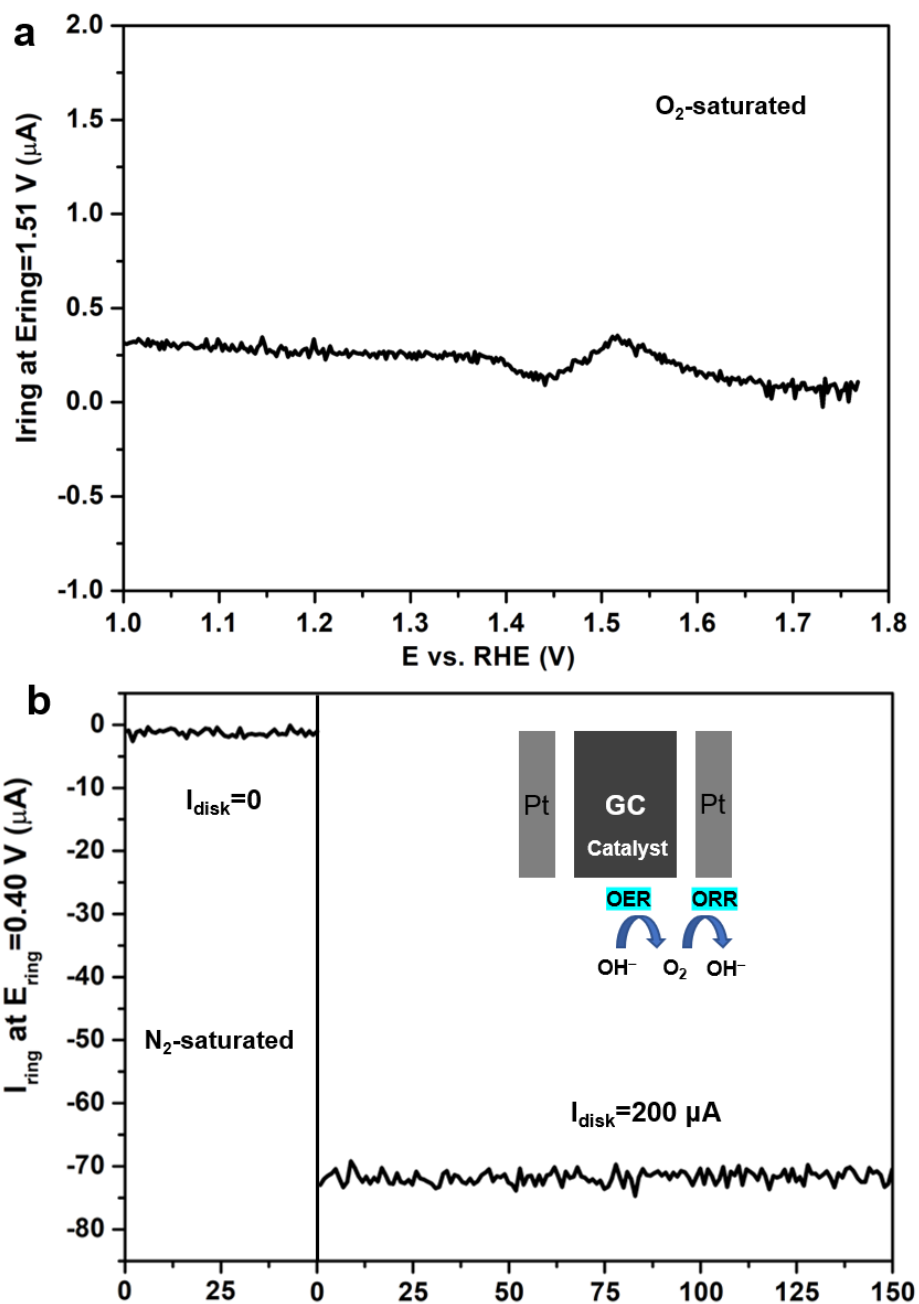 a
Iring at Ering=1.51 V (μA)
O₂-saturated
2.0
1.5
1.0
0.5
0.0
-0.5
-1.0
1.0 1.1 1.2 1.3 1.4 1.5 1.6 1.7 1.8
E vs. RHE (V)
b
I_ring at E_ring=0.40 V (μA)
0
-10
-20
-30
-40
-50
-60
-70
-80
I_disk=0
N₂-saturated
Pt GC Pt
Catalyst
OER ORR
OH⁻ O₂ OH⁻
I_disk=200 μA
0 25 0 25 50 75 100 125 150